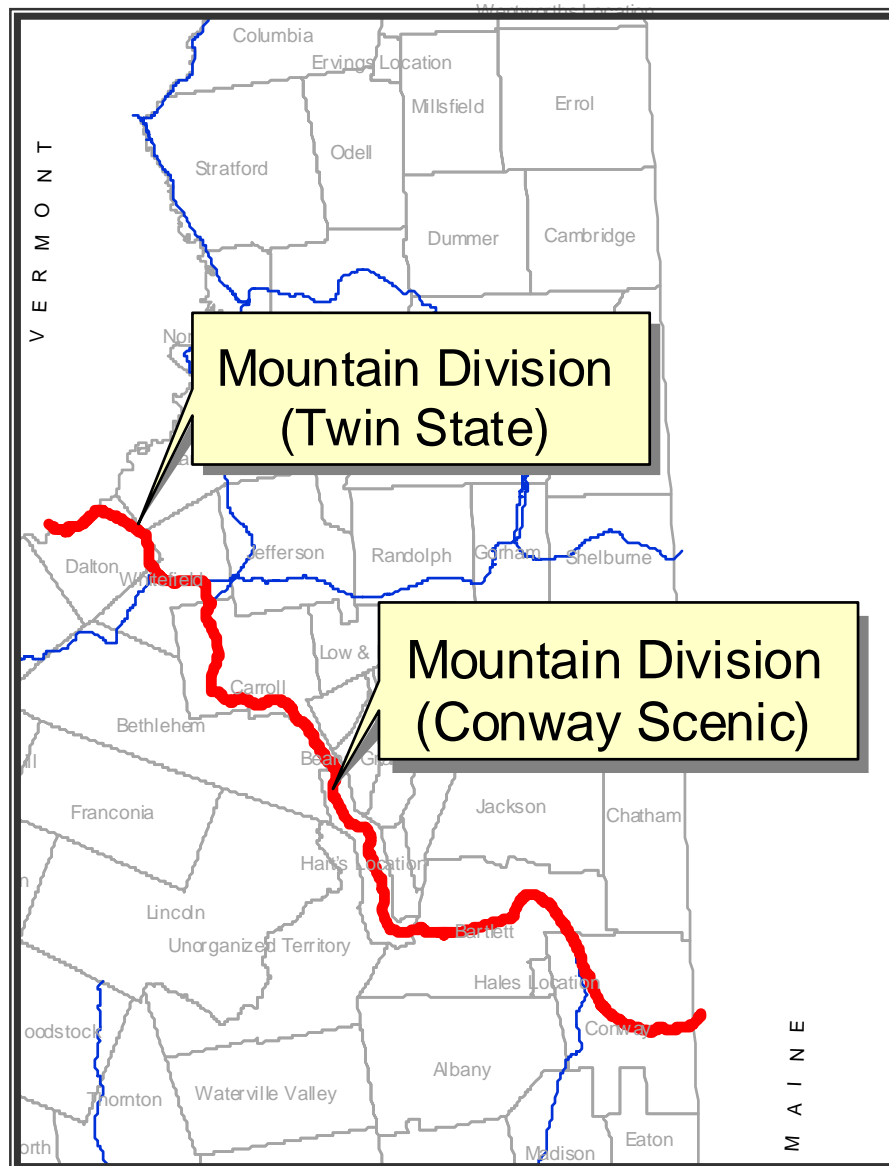 Wentworths Location
Columbia
Ervings Location
Millsfield
Errol
Odell
Stratford
VERMONT
Dummer
Cambridge
Mountain Division
(Twin State)
Jefferson
Randolph
Gorham
Shelburne
Dalton
Whitefield
Mountain Division
(Conway Scenic)
Low &
Carroll
Bethlehem
Jackson
Chatham
Franconia
Hart's Location
Lincoln
Bartlett
Unorganized Territory
Hales Location
Conway
oodstock
MAINE
Albany
Waterville Valley
Thornton
Eaton
Madison
orth